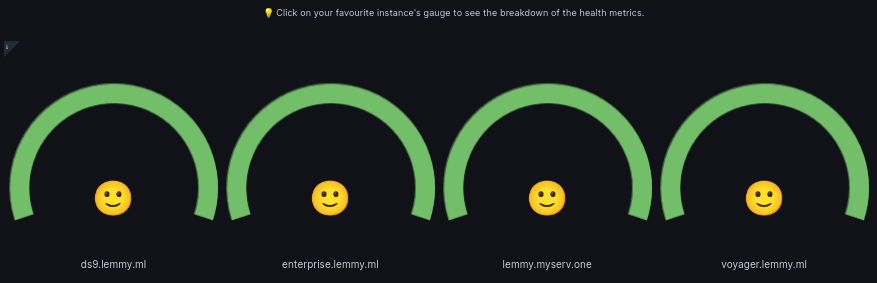 💡 Click on your favourite instance's gauge to see the breakdown of the health metrics.
i
ds9.lemmy.ml
enterprise.lemmy.ml
lemmy.myserv.one
voyager.lemmy.ml